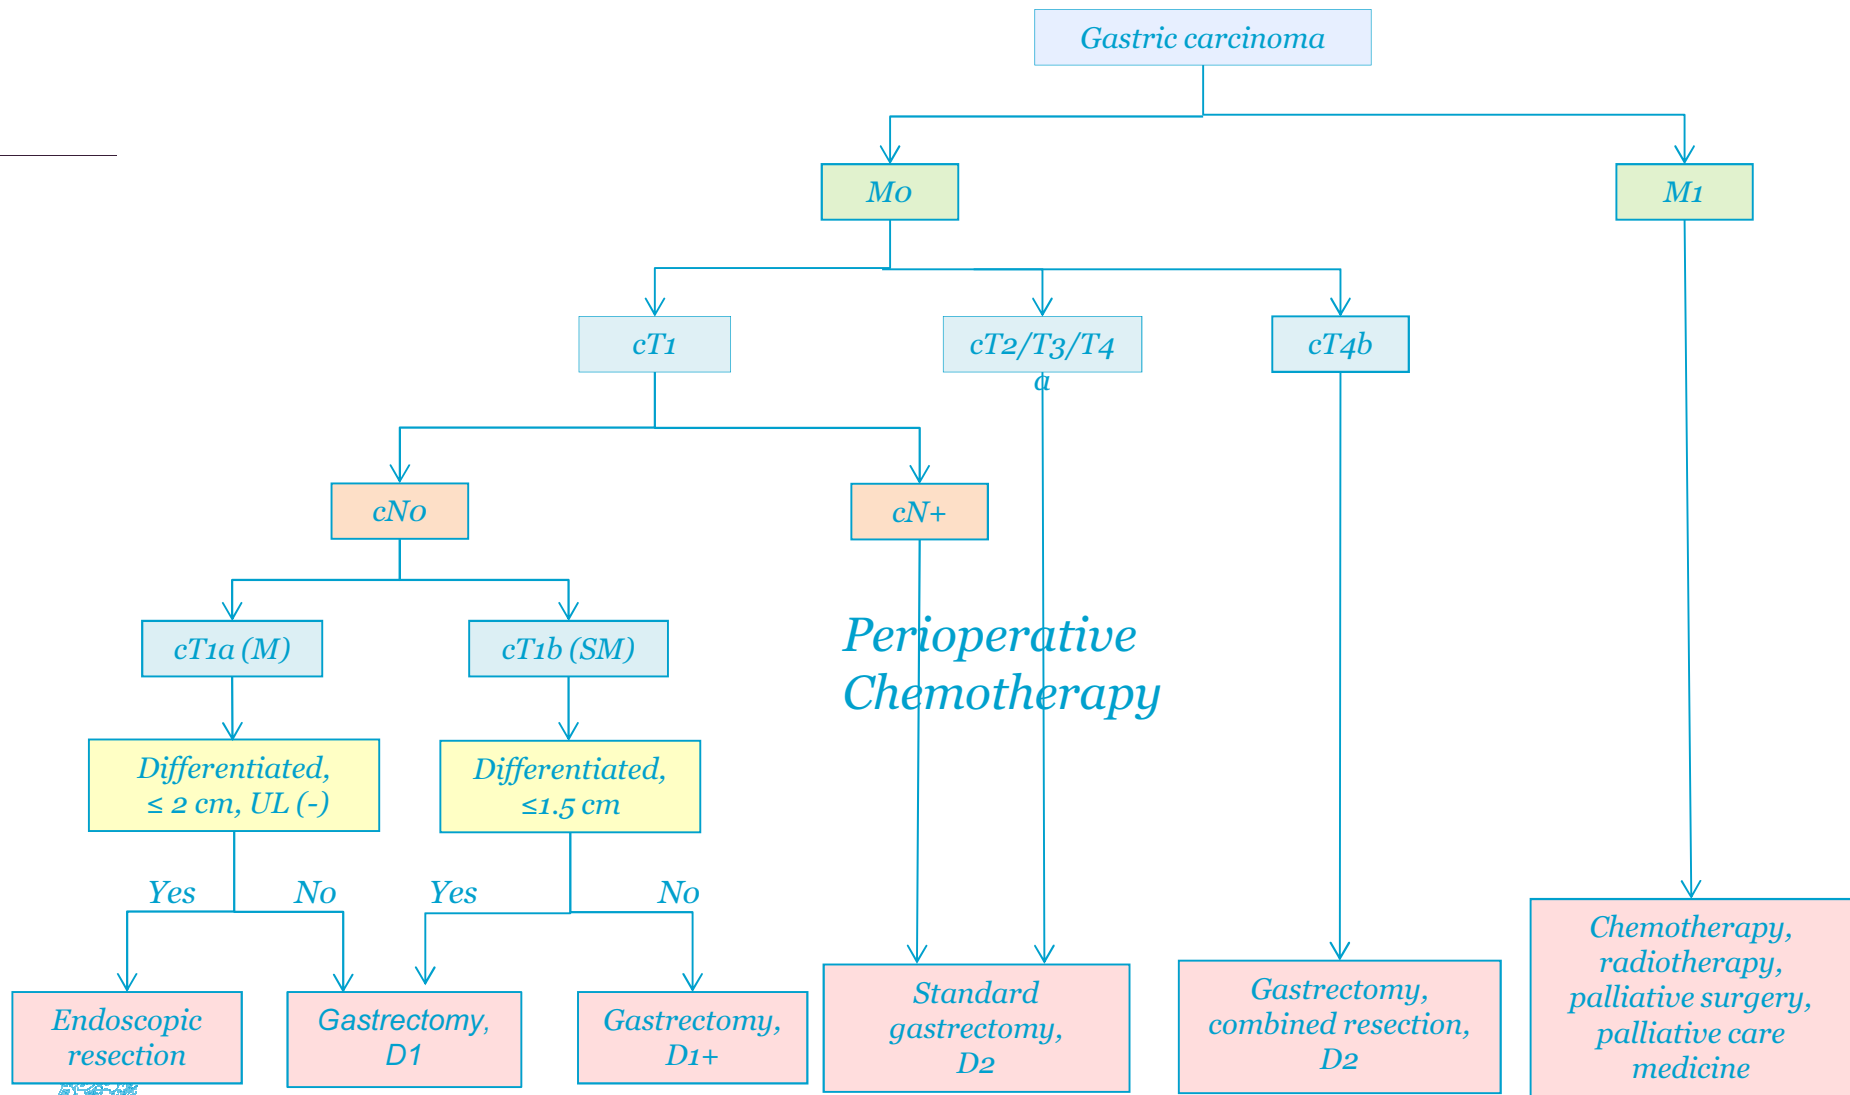 Gastric carcinoma
M0
M1
cT1
cT2/T3/T4
a
cT4b
cN0
cN+
cT1a (M)
cT1b (SM)
Perioperative
Chemotherapy
Differentiated,
≤ 2 cm, UL (-)
Differentiated,
≤1.5 cm
Yes
No
Yes
No
Endoscopic
resection
Gastrectomy,
D1
Gastrectomy,
D1+
Standard
gastrectomy,
D2
Gastrectomy,
combined resection,
D2
Chemotherapy,
radiotherapy,
palliative surgery,
palliative care
medicine